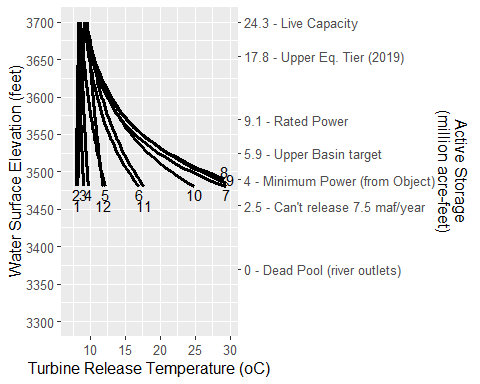 3700
3650
3600
3550
3500
3450
3400
3350
3300
Water Surface Elevation (feet)
24.3 - Live Capacity
17.8 - Upper Eq. Tier (2019)
9.1 - Rated Power
5.9 - Upper Basin target
4 - Minimum Power (from Object)
2.5 - Can't release 7.5 maf/year
0 - Dead Pool (river outlets)
Active Storage
(million acre-feet)
8
9
2 3 4 5 6 10 7
1 12 11
10 15 20 25 30
Turbine Release Temperature (oC)